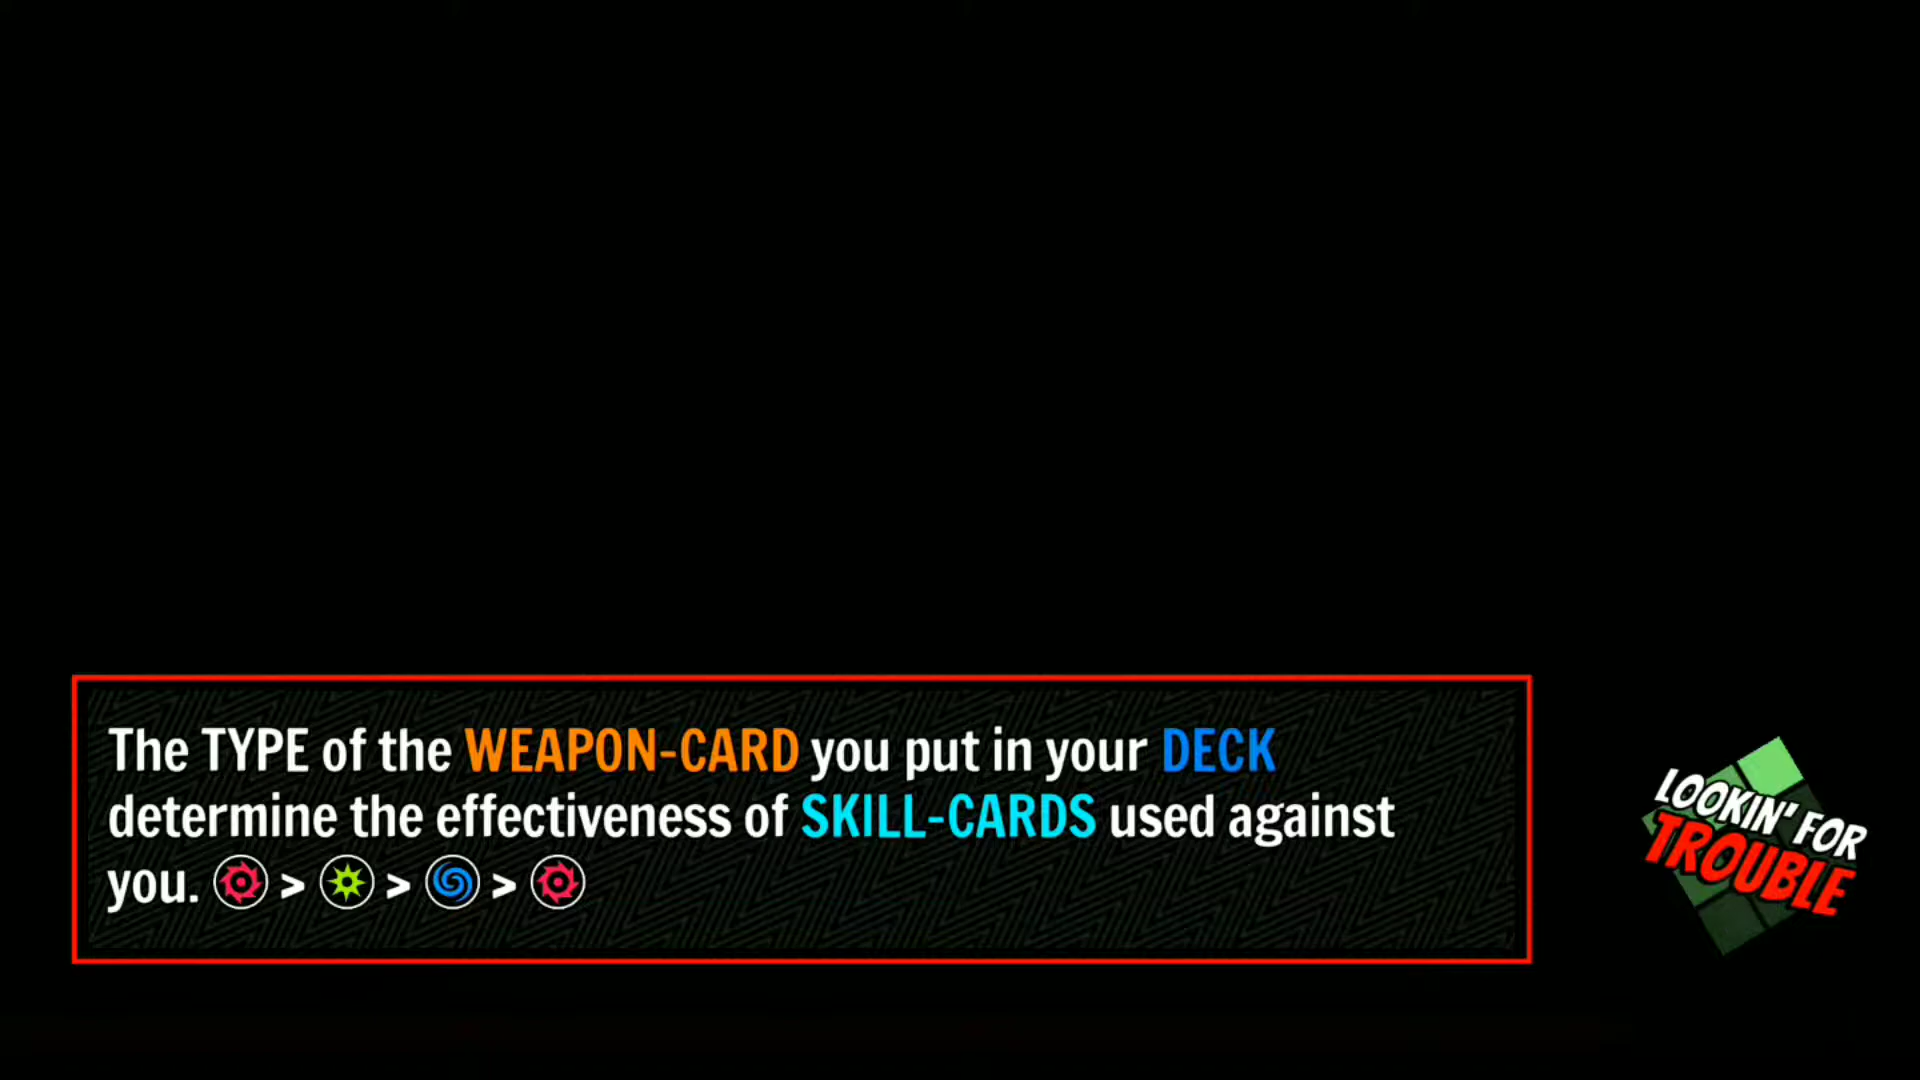 The TYPE of the WEAPON-CARD you put in your DECK
determine the effectiveness of SKILL-CARDS used against
you. > > >
LOOKIN' FOR
TROUBLE